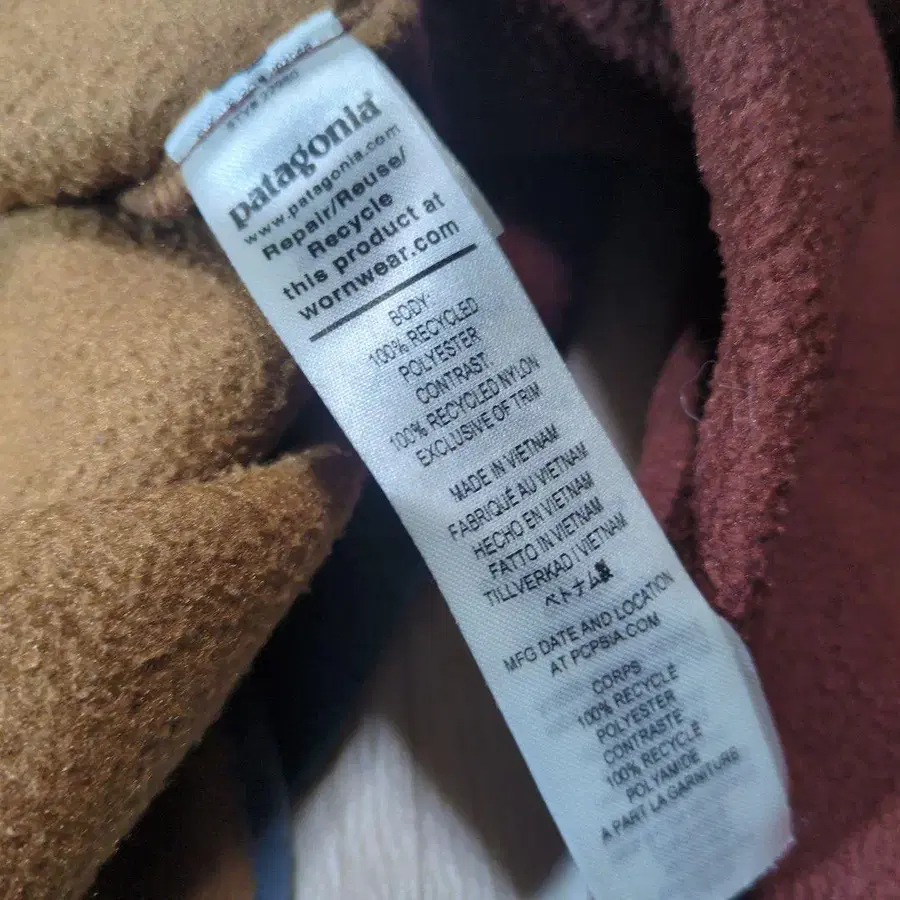 patagonia®
www.patagonia.com
Repair/Reuse/
Recycle
this product at
wornwear.com
BODY:
100% RECYCLED
POLYESTER
CONTRAST:
100% RECYCLED NYLON
EXCLUSIVE OF TRIM
MADE IN VIETNAM
FABRIQUÉ AU VIETNAM
HECHO EN VIETNAM
FATTO IN VIETNAM
TILLVERKAD I VIETNAM
ベトナム製
MFG DATE AND LOCATION
AT PCPSIA.COM
CORPS
100% RECYCLÉ
POLYESTER
CONTRASTE
100% RECYCLÉ
POLYAMIDE
A PART LA GARNITURE